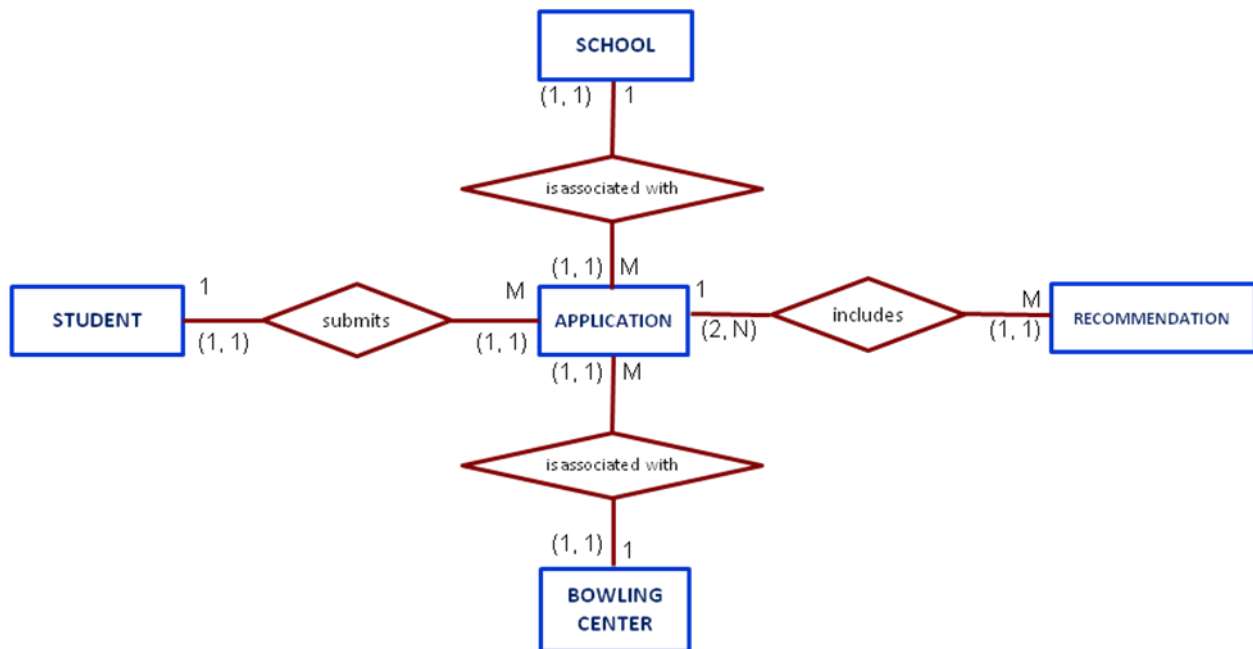 SCHOOL
(1, 1) 1
is associated with
(1, 1) M
STUDENT
1
(1, 1)
submits
M
(1, 1)
APPLICATION
1
(2, N)
includes
M
(1, 1)
RECOMMENDATION
(1, 1) M
is associated with
(1, 1) 1
BOWLING
CENTER